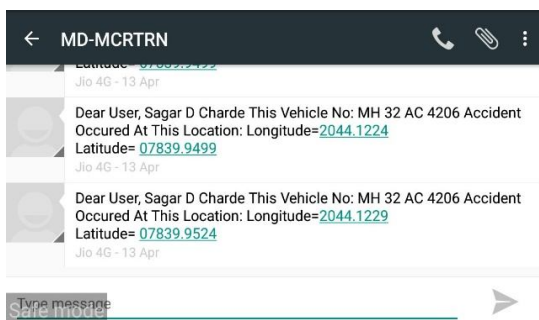 MD-MCRTRN
Latitude= 07839.9499
Jio 4G - 13 Apr
Dear User, Sagar D Charde This Vehicle No: MH 32 AC 4206 Accident
Occured At This Location: Longitude=2044.1224
Latitude= 07839.9499
Jio 4G - 13 Apr
Dear User, Sagar D Charde This Vehicle No: MH 32 AC 4206 Accident
Occured At This Location: Longitude=2044.1229
Latitude= 07839.9524
Jio 4G - 13 Apr
Type message
Safe mode